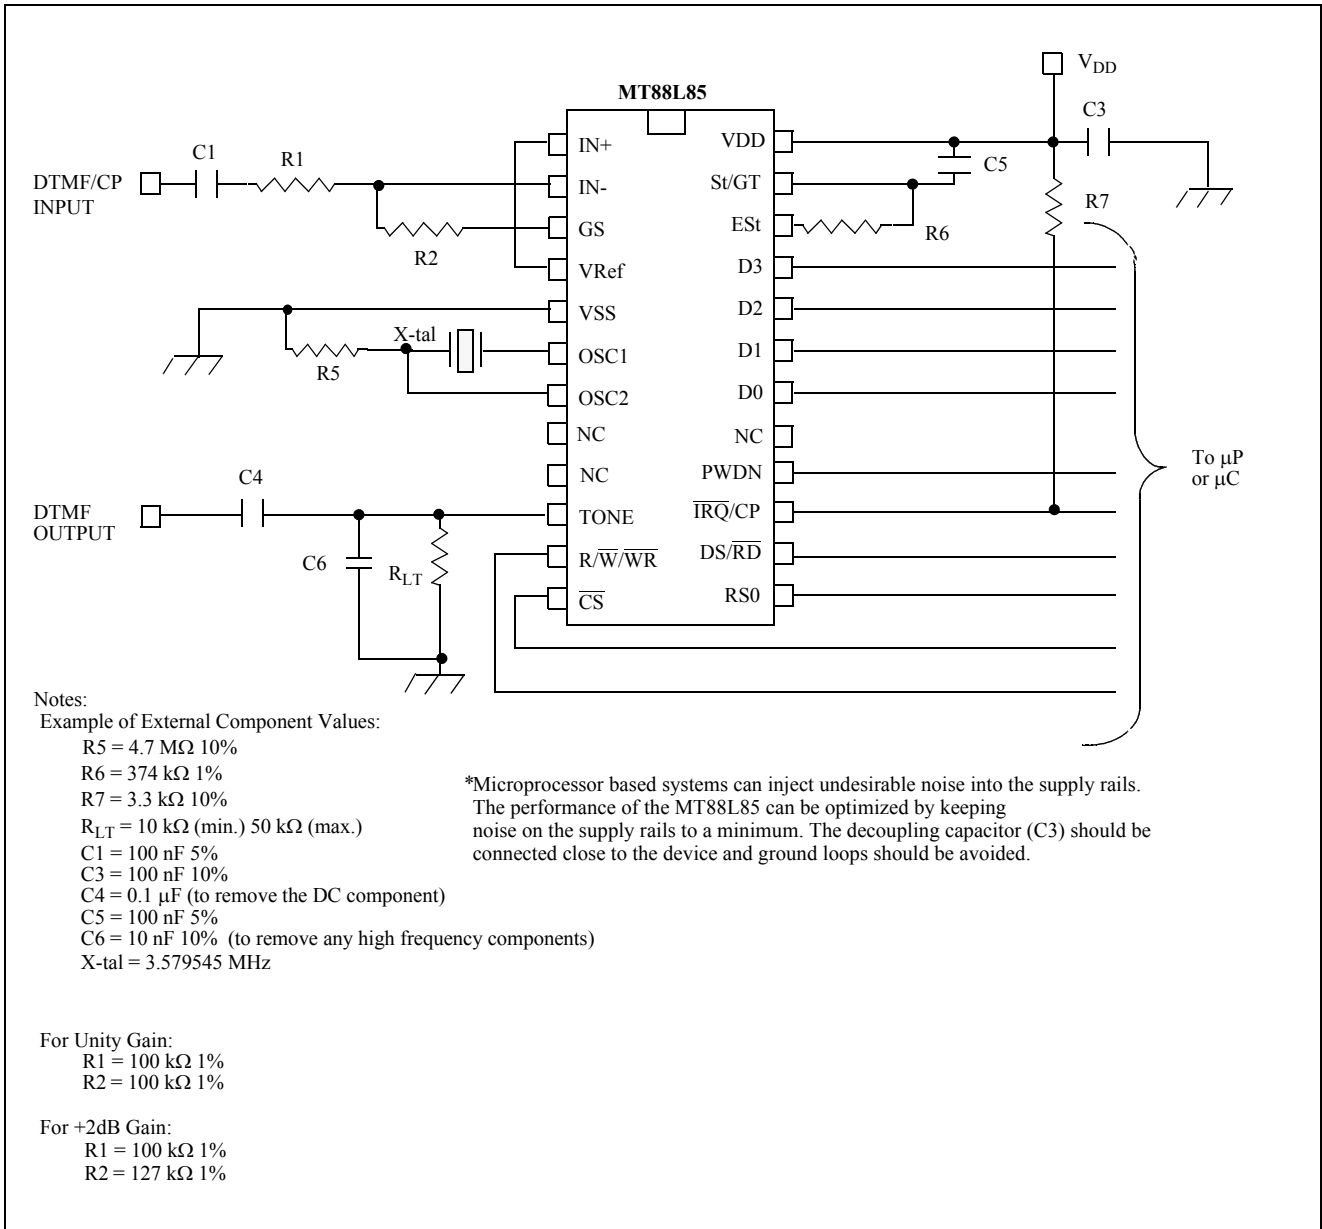 V_DD
MT88L85
C3
C1
R1
DTMF/CP
INPUT
R2
C5
R7
R6
IN+
IN-
GS
VRef
VSS
OSC1
OSC2
NC
NC
TONE
R/W̅/W̅R̅
C̅S̅
VDD
St/GT
ESt
D3
D2
D1
D0
NC
PWDN
I̅R̅Q̅/CP
DS/R̅D̅
RS0
X-tal
R5
To µP
or µC
C4
DTMF
OUTPUT
C6
R_LT
Notes:
Example of External Component Values:
R5 = 4.7 MΩ 10%
R6 = 374 kΩ 1%
R7 = 3.3 kΩ 10%
R_LT = 10 kΩ (min.) 50 kΩ (max.)
C1 = 100 nF 5%
C3 = 100 nF 10%
C4 = 0.1 µF (to remove the DC component)
C5 = 100 nF 5%
C6 = 10 nF 10% (to remove any high frequency components)
X-tal = 3.579545 MHz
*Microprocessor based systems can inject undesirable noise into the supply rails.
The performance of the MT88L85 can be optimized by keeping
noise on the supply rails to a minimum. The decoupling capacitor (C3) should be
connected close to the device and ground loops should be avoided.
For Unity Gain:
R1 = 100 kΩ 1%
R2 = 100 kΩ 1%
For +2dB Gain:
R1 = 100 kΩ 1%
R2 = 127 kΩ 1%